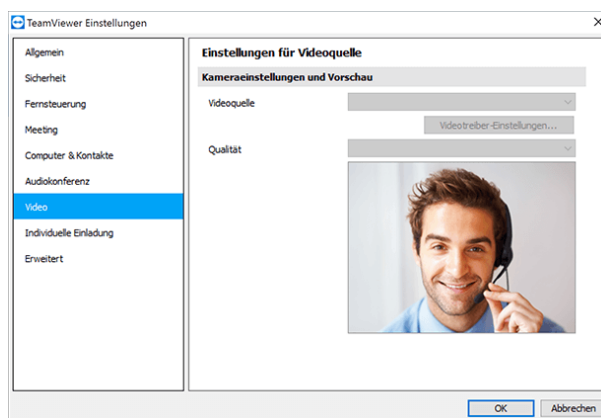 TeamViewer Einstellungen
Allgemein
Sicherheit
Fernsteuerung
Meeting
Computer & Kontakte
Audiokonferenz
Video
Individuelle Einladung
Erweitert
Einstellungen für Videoquelle
Kameraeinstellungen und Vorschau
Videoquelle
Videotreiber-Einstellungen...
Qualität
OK
Abbrechen